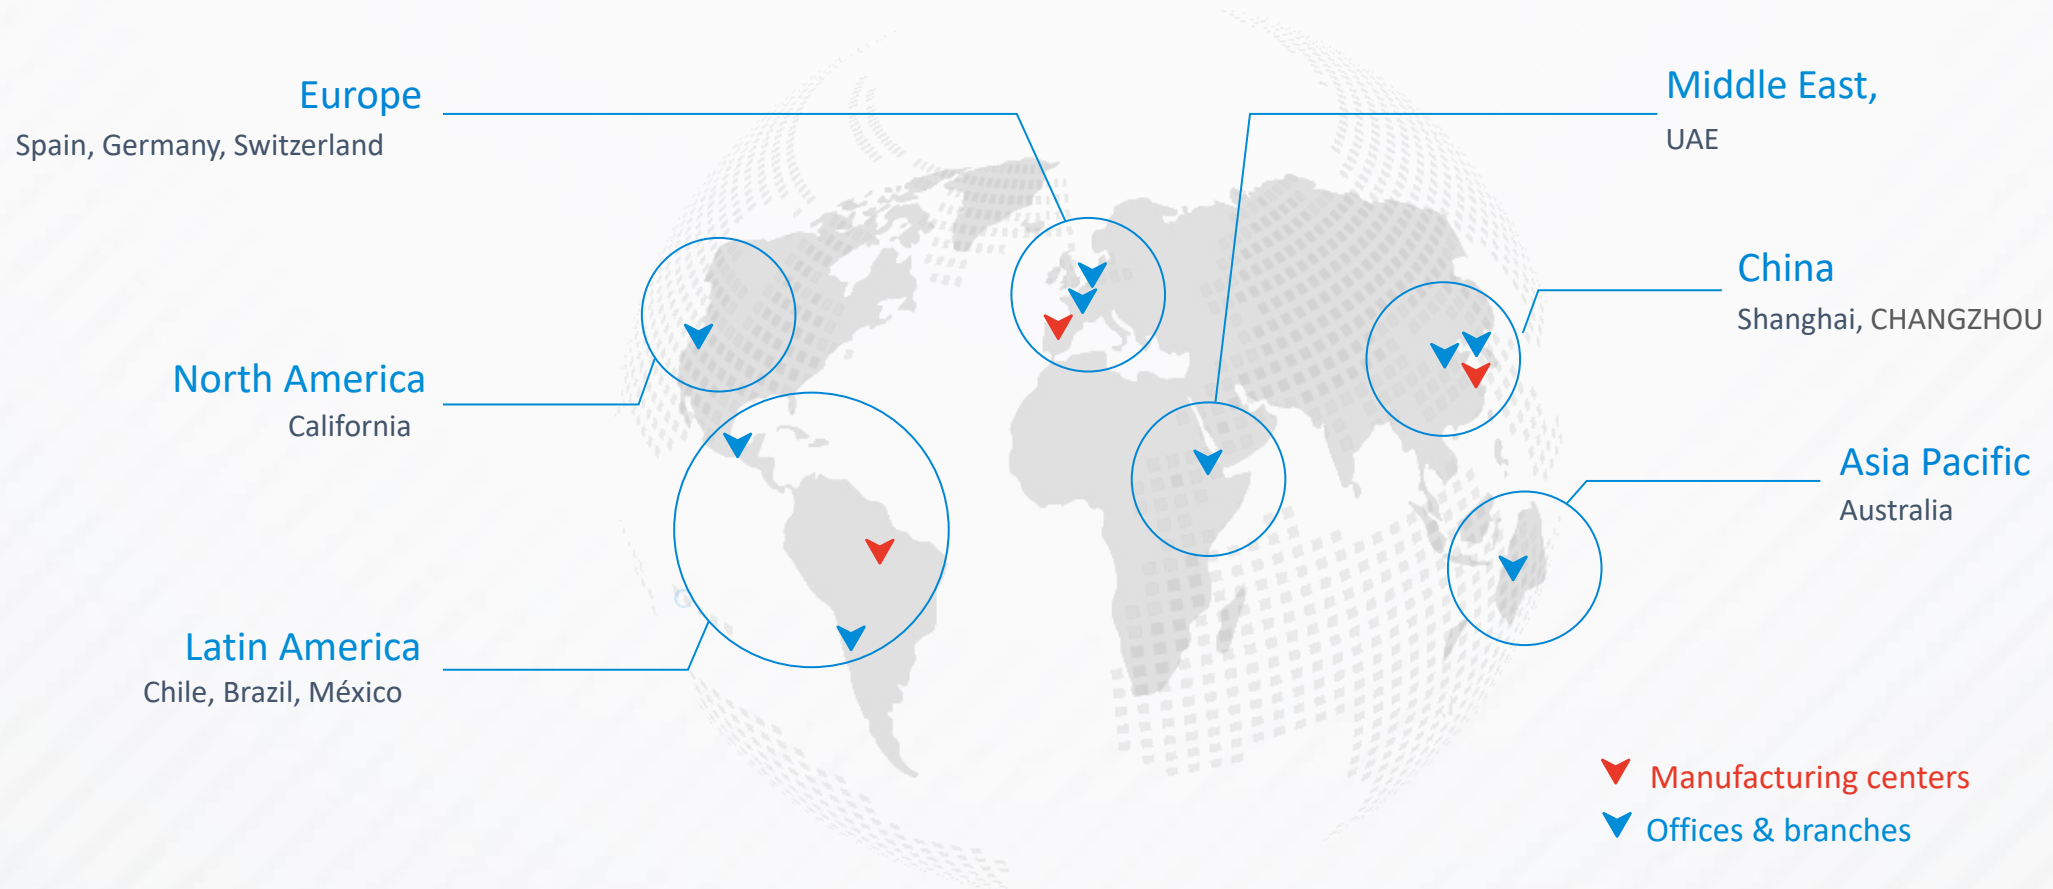 Europe
Spain, Germany, Switzerland
North America
California
Latin America
Chile, Brazil, México
Middle East,
UAE
China
Shanghai, CHANGZHOU
Asia Pacific
Australia
Manufacturing centers
Offices & branches